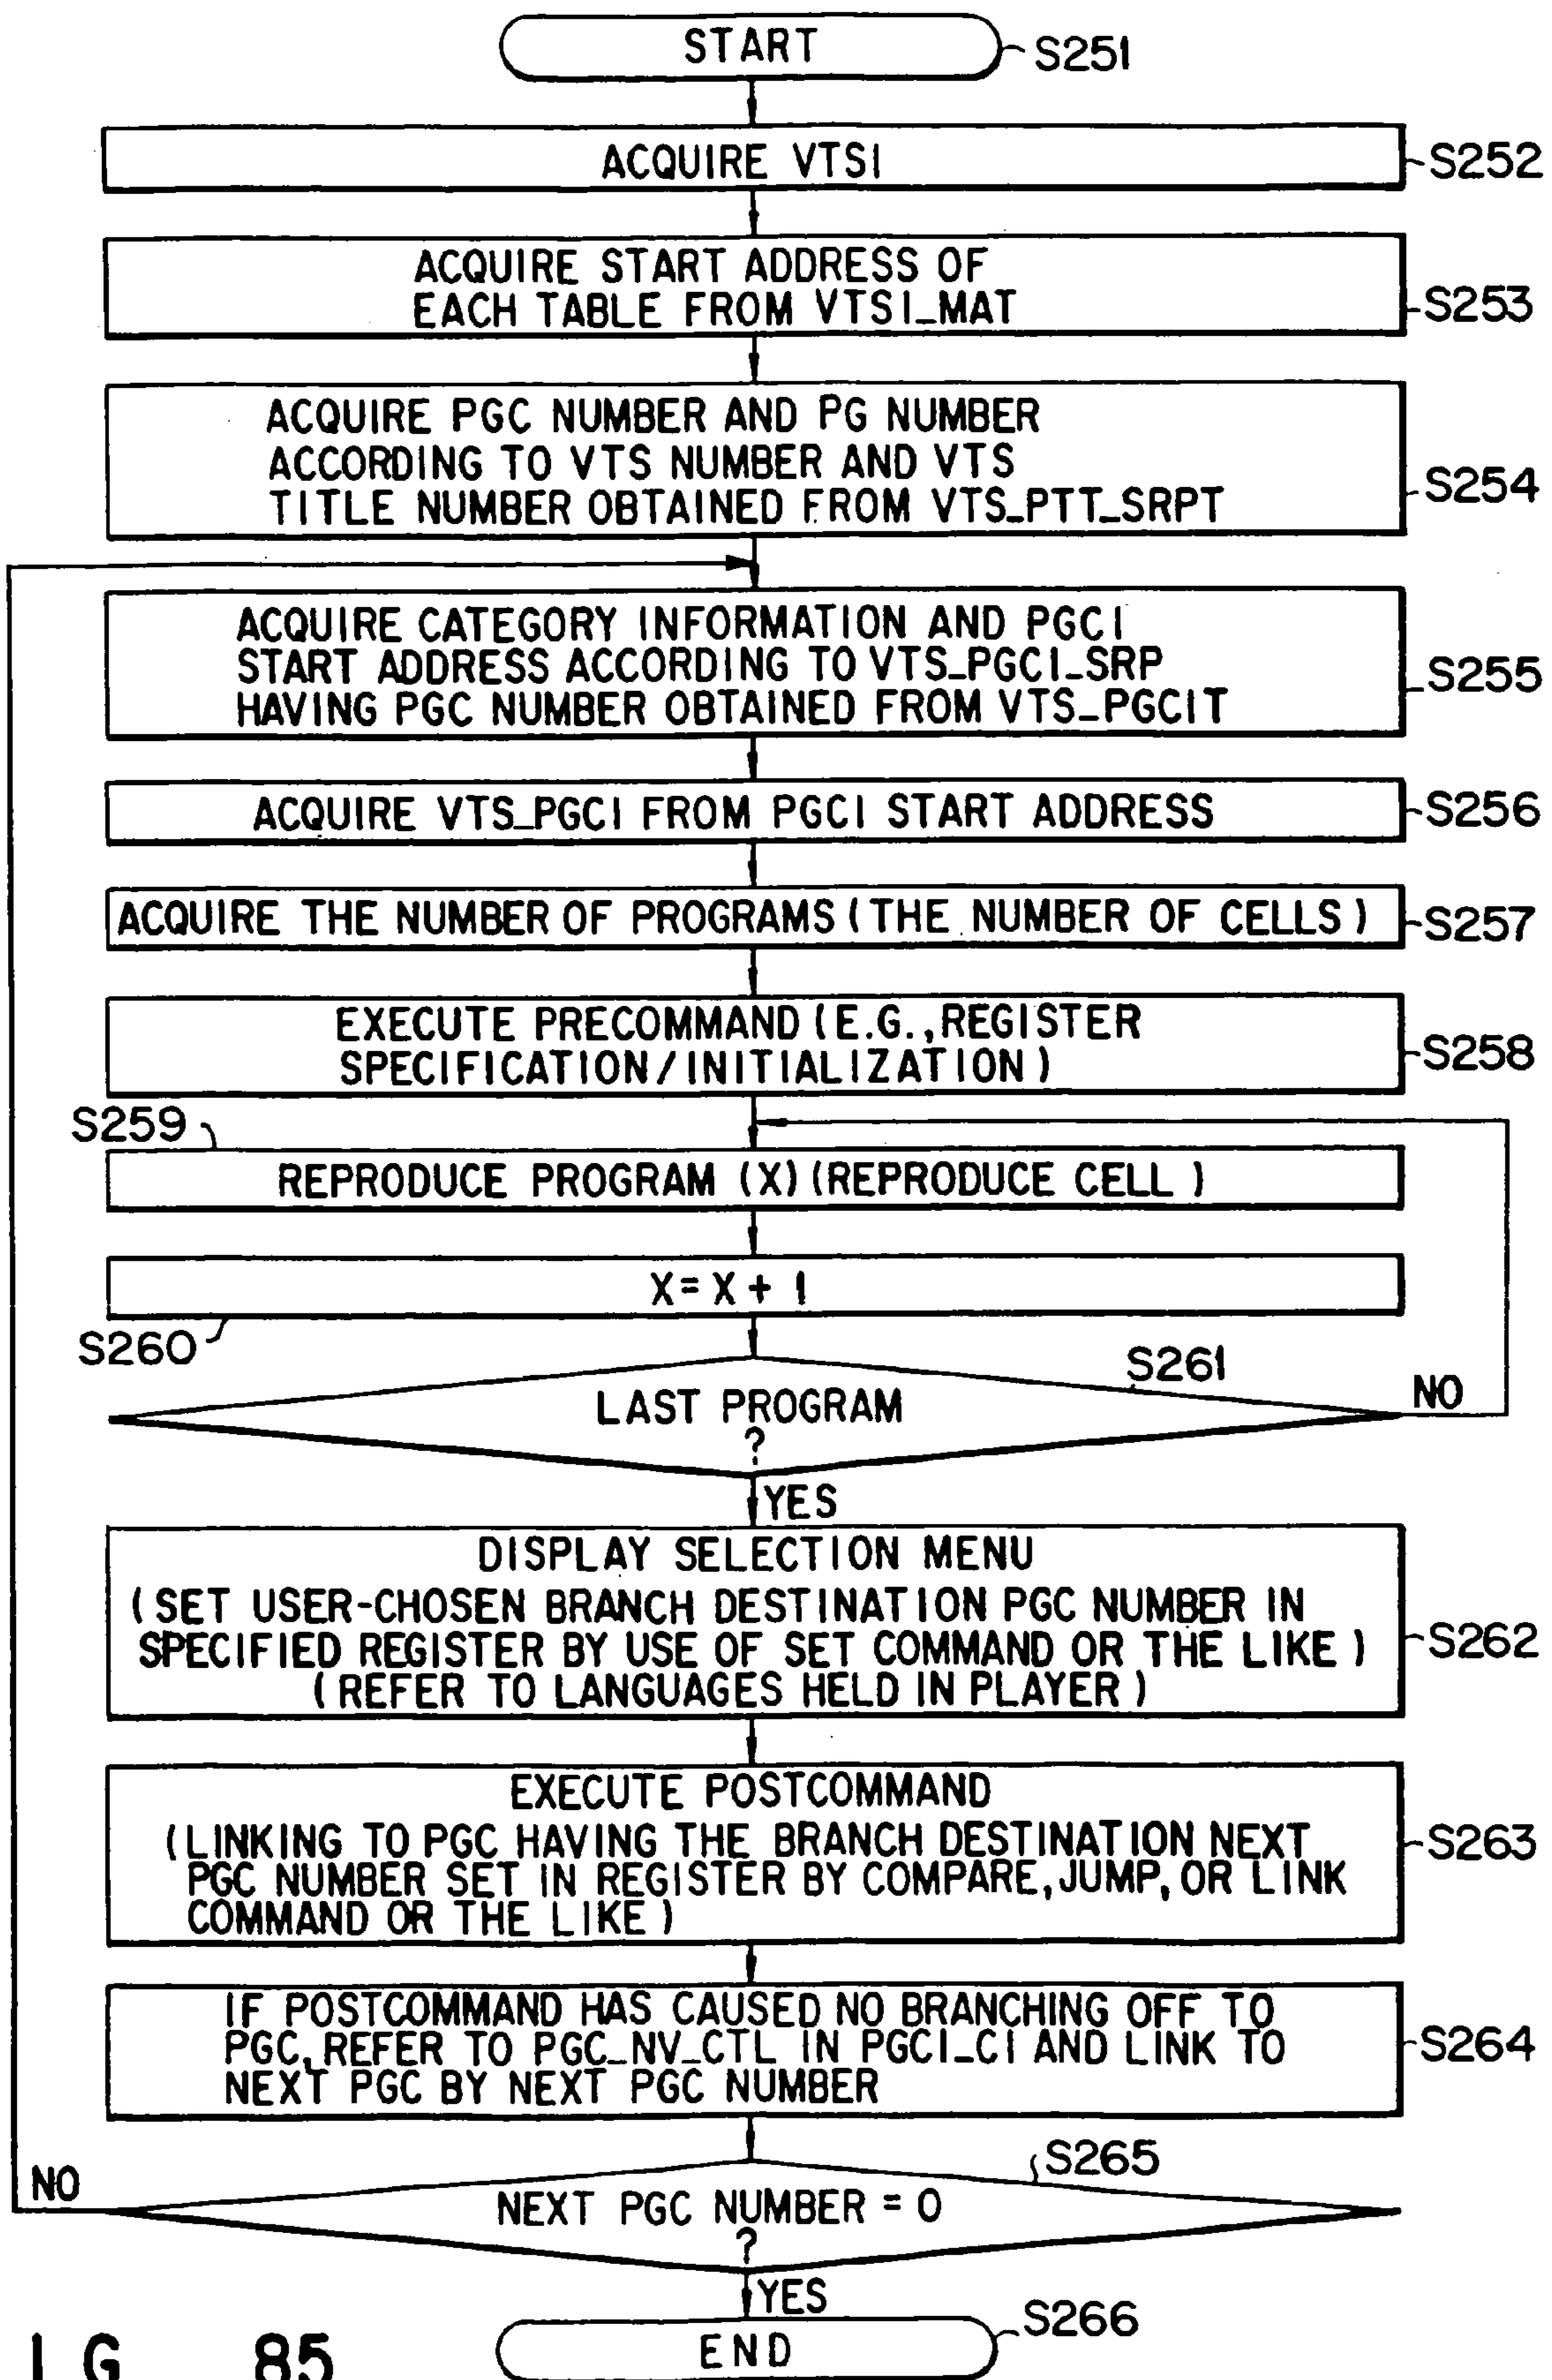 START
S251
ACQUIRE VTSI
S252
ACQUIRE START ADDRESS OF
EACH TABLE FROM VTSI_MAT
S253
ACQUIRE PGC NUMBER AND PG NUMBER
ACCORDING TO VTS NUMBER AND VTS
TITLE NUMBER OBTAINED FROM VTS_PTT_SRPT
S254
ACQUIRE CATEGORY INFORMATION AND PGCI
START ADDRESS ACCORDING TO VTS_PGCI_SRP
HAVING PGC NUMBER OBTAINED FROM VTS_PGCIT
S255
ACQUIRE VTS_PGCI FROM PGCI START ADDRESS
S256
ACQUIRE THE NUMBER OF PROGRAMS (THE NUMBER OF CELLS)
S257
EXECUTE PRECOMMAND (E.G., REGISTER
SPECIFICATION/INITIALIZATION)
S258
S259
REPRODUCE PROGRAM (X) (REPRODUCE CELL)
X = X + 1
S260
S261
LAST PROGRAM
?
NO
YES
DISPLAY SELECTION MENU
(SET USER-CHOSEN BRANCH DESTINATION PGC NUMBER IN
SPECIFIED REGISTER BY USE OF SET COMMAND OR THE LIKE)
(REFER TO LANGUAGES HELD IN PLAYER)
S262
EXECUTE POSTCOMMAND
(LINKING TO PGC HAVING THE BRANCH DESTINATION NEXT
PGC NUMBER SET IN REGISTER BY COMPARE, JUMP, OR LINK
COMMAND OR THE LIKE)
S263
IF POSTCOMMAND HAS CAUSED NO BRANCHING OFF TO
PGC, REFER TO PGC_NV_CTL IN PGCI_CI AND LINK TO
NEXT PGC BY NEXT PGC NUMBER
S264
S265
NO
NEXT PGC NUMBER = 0
?
YES
END
S266
IG. 85